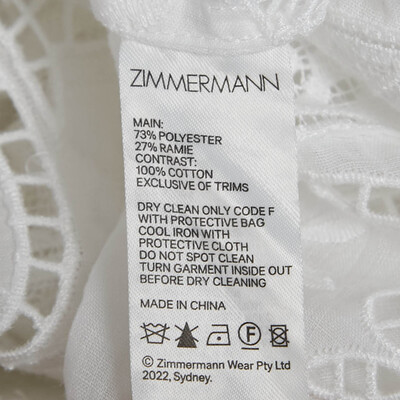 ZIMMERMANN
MAIN:
73% POLYESTER
27% RAMIE
CONTRAST:
100% COTTON
EXCLUSIVE OF TRIMS
DRY CLEAN ONLY CODE F
WITH PROTECTIVE BAG
COOL IRON WITH
PROTECTIVE CLOTH
DO NOT SPOT CLEAN
TURN GARMENT INSIDE OUT
BEFORE DRY CLEANING
MADE IN CHINA
F
© Zimmermann Wear Pty Ltd
2022, Sydney.